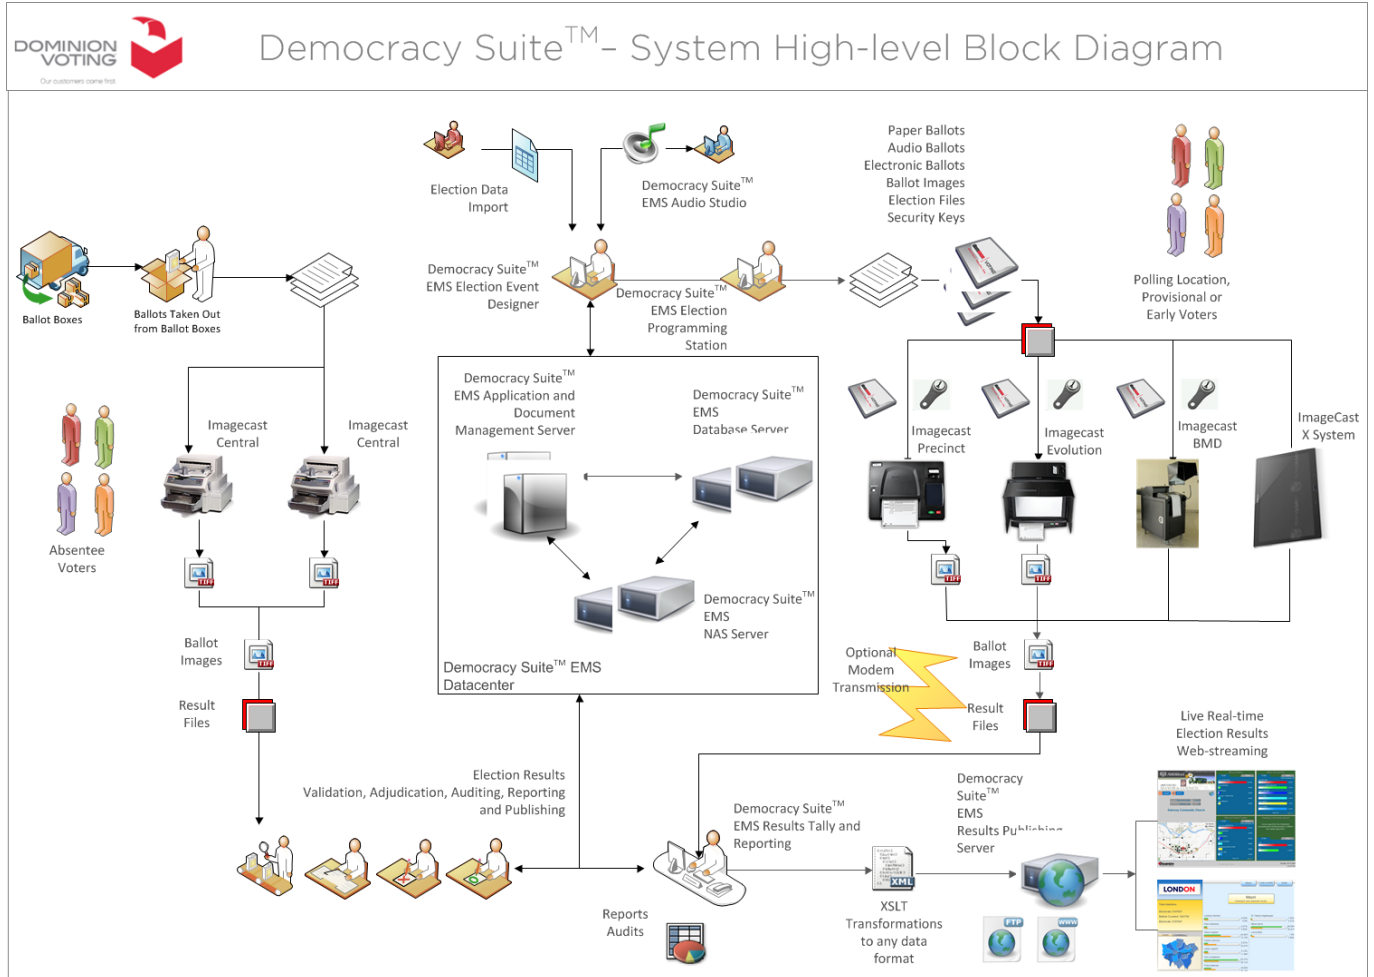 DOMINION
VOTING
Our customers come first
Democracy Suite™– System High-level Block Diagram
Election Data
Import
Democracy Suite™
EMS Audio Studio
Paper Ballots
Audio Ballots
Electronic Ballots
Ballot Images
Election Files
Security Keys
Polling Location,
Provisional or
Early Voters
Ballot Boxes
Ballots Taken Out
from Ballot Boxes
Democracy Suite™
EMS Election Event
Designer
Democracy Suite™
EMS Election
Programming
Station
Democracy Suite™
EMS Application and
Document
Management Server
Democracy Suite™
EMS
Database Server
Democracy Suite™
EMS
NAS Server
Democracy Suite™ EMS
Datacenter
Imagecast
Central
Imagecast
Central
Absentee
Voters
TIFF
TIFF
Ballot
Images
TIFF
Result
Files
Imagecast
Precinct
Imagecast
Evolution
Imagecast
BMD
ImageCast
X System
TIFF
TIFF
Optional
Modem
Transmission
Ballot
Images
TIFF
Result
Files
Election Results
Validation, Adjudication, Auditing, Reporting
and Publishing
Democracy Suite™
EMS Results Tally and
Reporting
Reports
Audits
XML
XSLT
Transformations
to any data
format
Democracy
Suite™
EMS
Results Publishing
Server
FTP
WWW
Live Real-time
Election Results
Web-streaming
LONDON